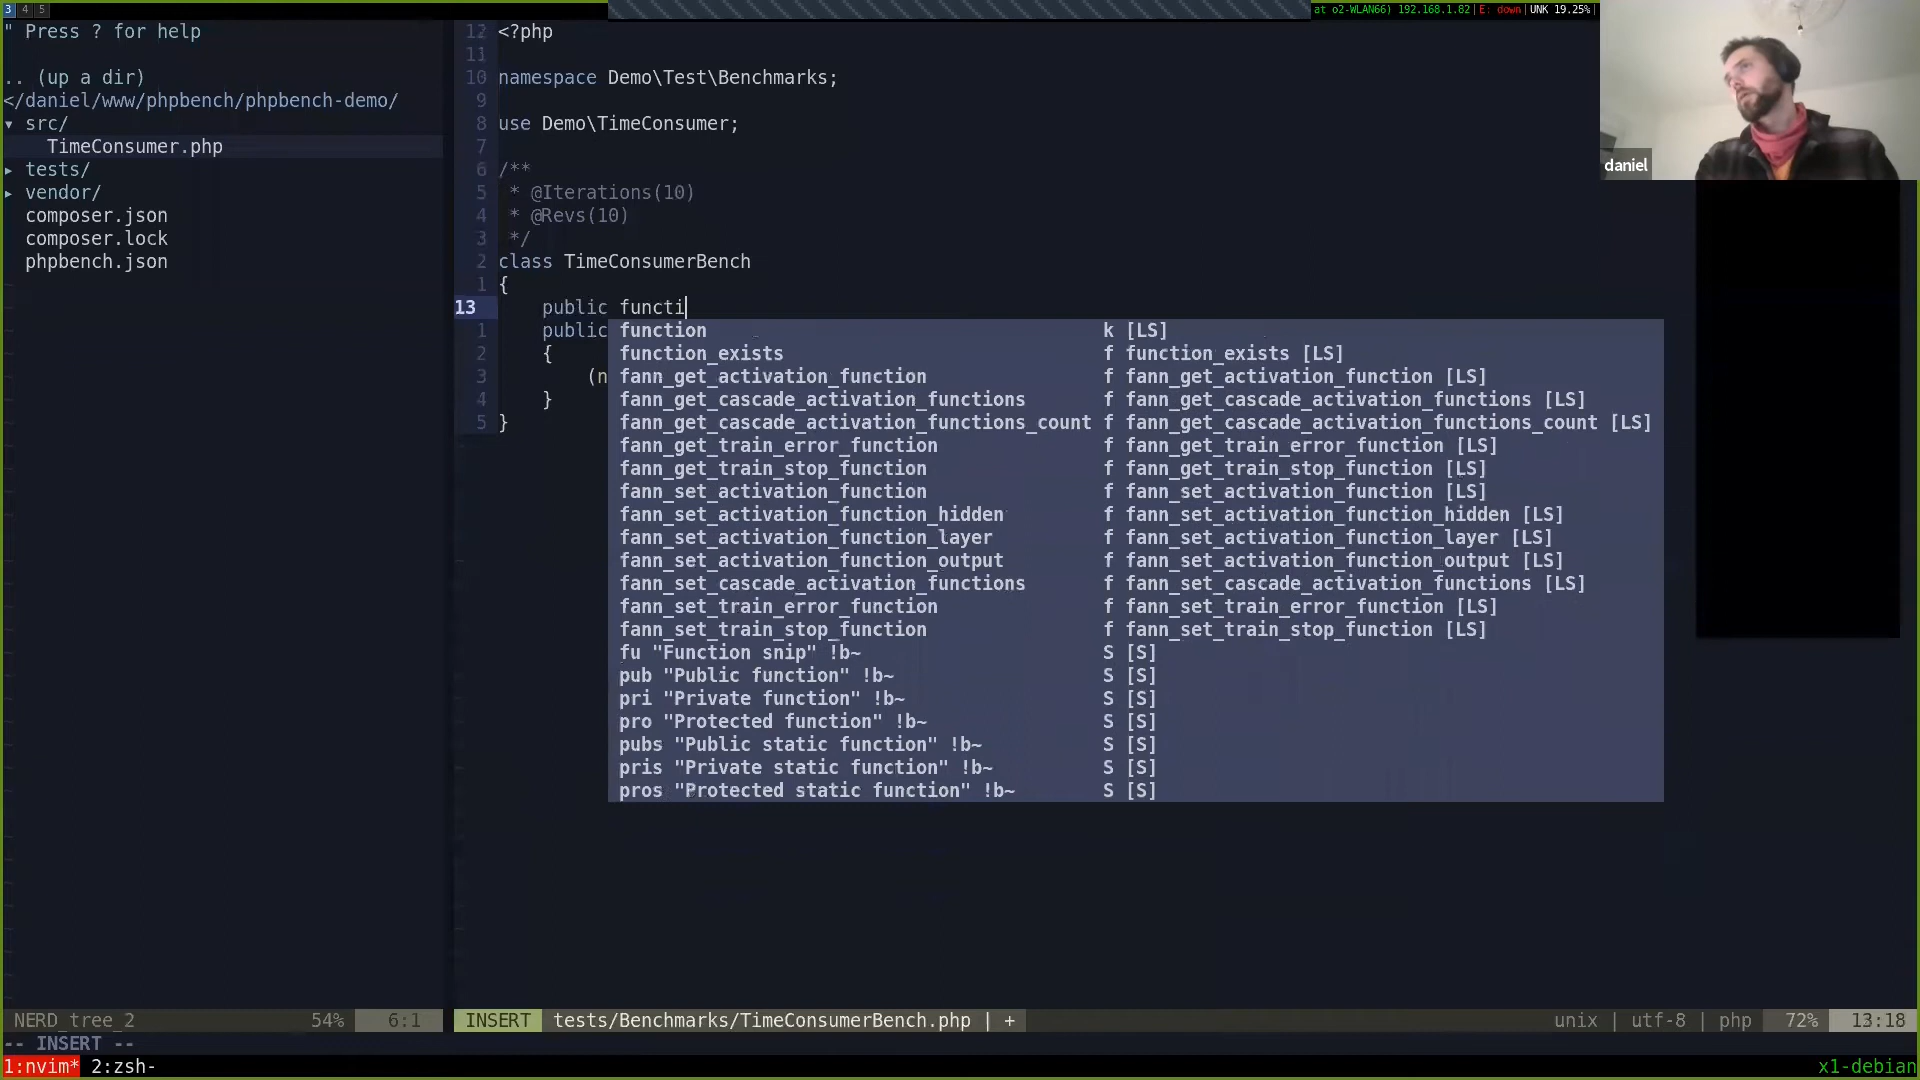 3 4 5
at o2-WLAN66) 192.168.1.82 | E: down | UNK 19.25% |
" Press ? for help
.. (up a dir)
</daniel/www/phpbench/phpbench-demo/
▾ src/
TimeConsumer.php
▸ tests/
▸ vendor/
composer.json
composer.lock
phpbench.json
12 <?php
11
10 namespace Demo\Test\Benchmarks;
9
8 use Demo\TimeConsumer;
7
6 /**
5 * @Iterations(10)
4 * @Revs(10)
3 */
2 class TimeConsumerBench
1 {
13 public functi
1 public
2 {
3 (n
4 }
5 }
function k [LS]
function_exists f function_exists [LS]
fann_get_activation_function f fann_get_activation_function [LS]
fann_get_cascade_activation_functions f fann_get_cascade_activation_functions [LS]
fann_get_cascade_activation_functions_count f fann_get_cascade_activation_functions_count [LS]
fann_get_train_error_function f fann_get_train_error_function [LS]
fann_get_train_stop_function f fann_get_train_stop_function [LS]
fann_set_activation_function f fann_set_activation_function [LS]
fann_set_activation_function_hidden f fann_set_activation_function_hidden [LS]
fann_set_activation_function_layer f fann_set_activation_function_layer [LS]
fann_set_activation_function_output f fann_set_activation_function_output [LS]
fann_set_cascade_activation_functions f fann_set_cascade_activation_functions [LS]
fann_set_train_error_function f fann_set_train_error_function [LS]
fann_set_train_stop_function f fann_set_train_stop_function [LS]
fu "Function snip" !b~ S [S]
pub "Public function" !b~ S [S]
pri "Private function" !b~ S [S]
pro "Protected function" !b~ S [S]
pubs "Public static function" !b~ S [S]
pris "Private static function" !b~ S [S]
pros "Protected static function" !b~ S [S]
daniel
NERD_tree_2 54% 6:1
INSERT tests/Benchmarks/TimeConsumerBench.php | + unix | utf-8 | php 72% 13:18
-- INSERT --
1:nvim* 2:zsh- x1-debian